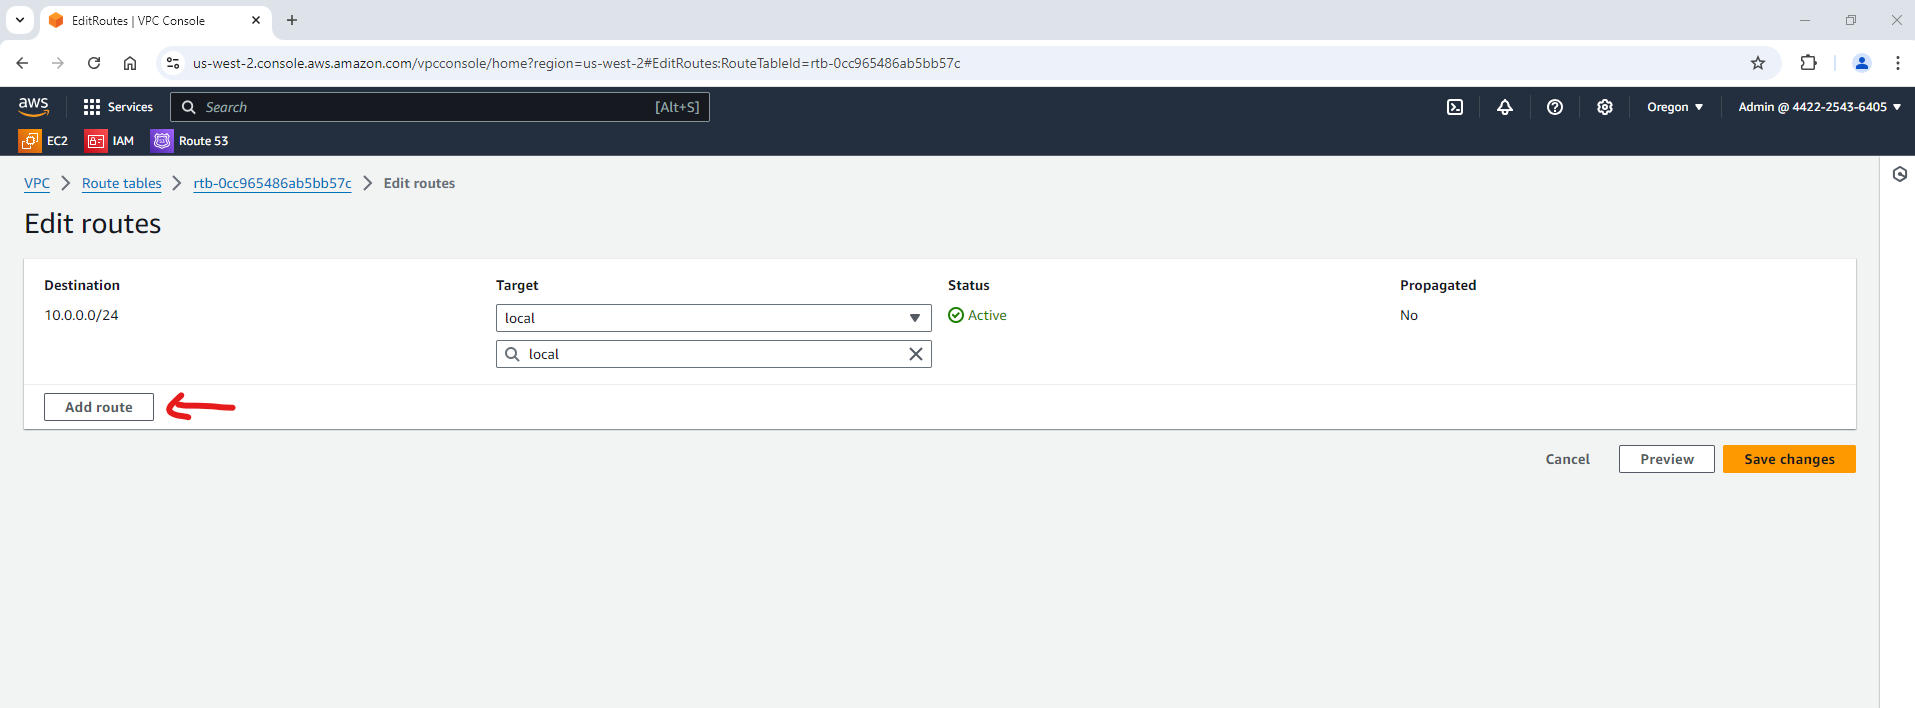 EditRoutes | VPC Console
us-west-2.console.aws.amazon.com/vpcconsole/home?region=us-west-2#EditRoutes:RouteTableId=rtb-0cc965486ab5bb57c
aws Services Search [Alt+S] Oregon Admin @ 4422-2543-6405
EC2 IAM Route 53
VPC Route tables rtb-0cc965486ab5bb57c Edit routes
Edit routes
Destination Target Status Propagated
10.0.0.0/24 local Active No
local
Add route
Cancel Preview Save changes